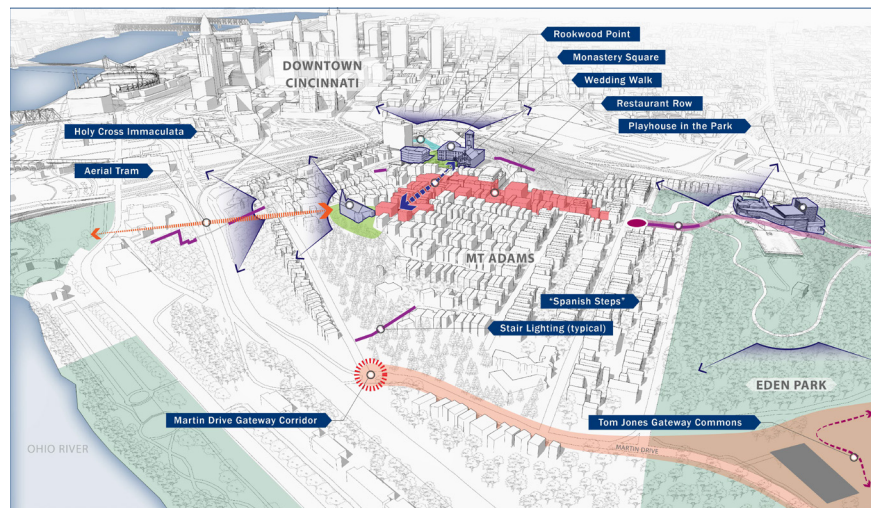 Rookwood Point
Monastery Square
DOWNTOWN
CINCINNATI
Wedding Walk
Restaurant Row
Holy Cross Immaculata
Playhouse in the Park
Aerial Tram
MT ADAMS
"Spanish Steps"
Stair Lighting (typical)
EDEN PARK
Martin Drive Gateway Corridor
Tom Jones Gateway Commons
OHIO RIVER
MARTIN DRIVE